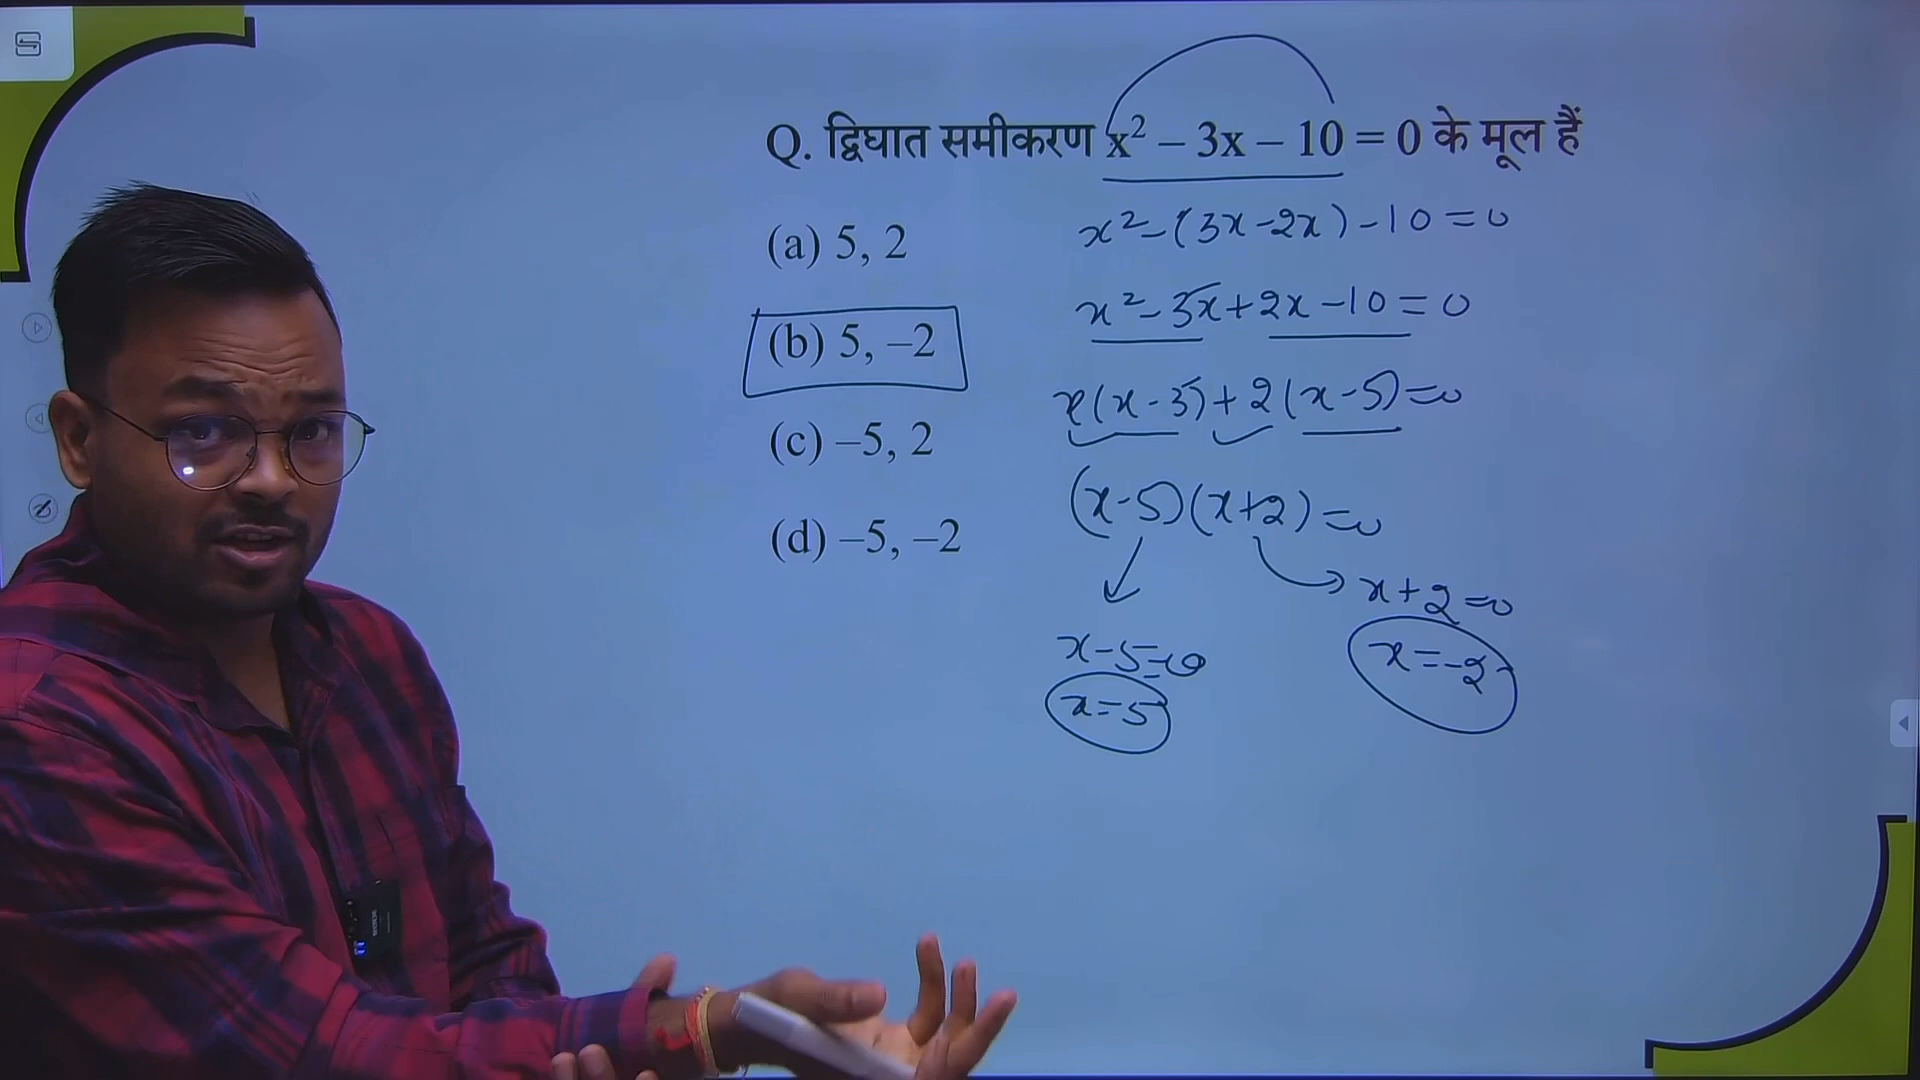 Q. द्विघात समीकरण x² – 3x – 10 = 0 के मूल हैं
(a) 5, 2
(b) 5, –2
(c) –5, 2
(d) –5, –2
x² - (5x - 2x) - 10 = 0
x² - 5x + 2x - 10 = 0
x(x - 5) + 2(x - 5) = 0
(x - 5)(x + 2) = 0
x + 2 = 0
x = -2
x - 5 = 0
x = 5